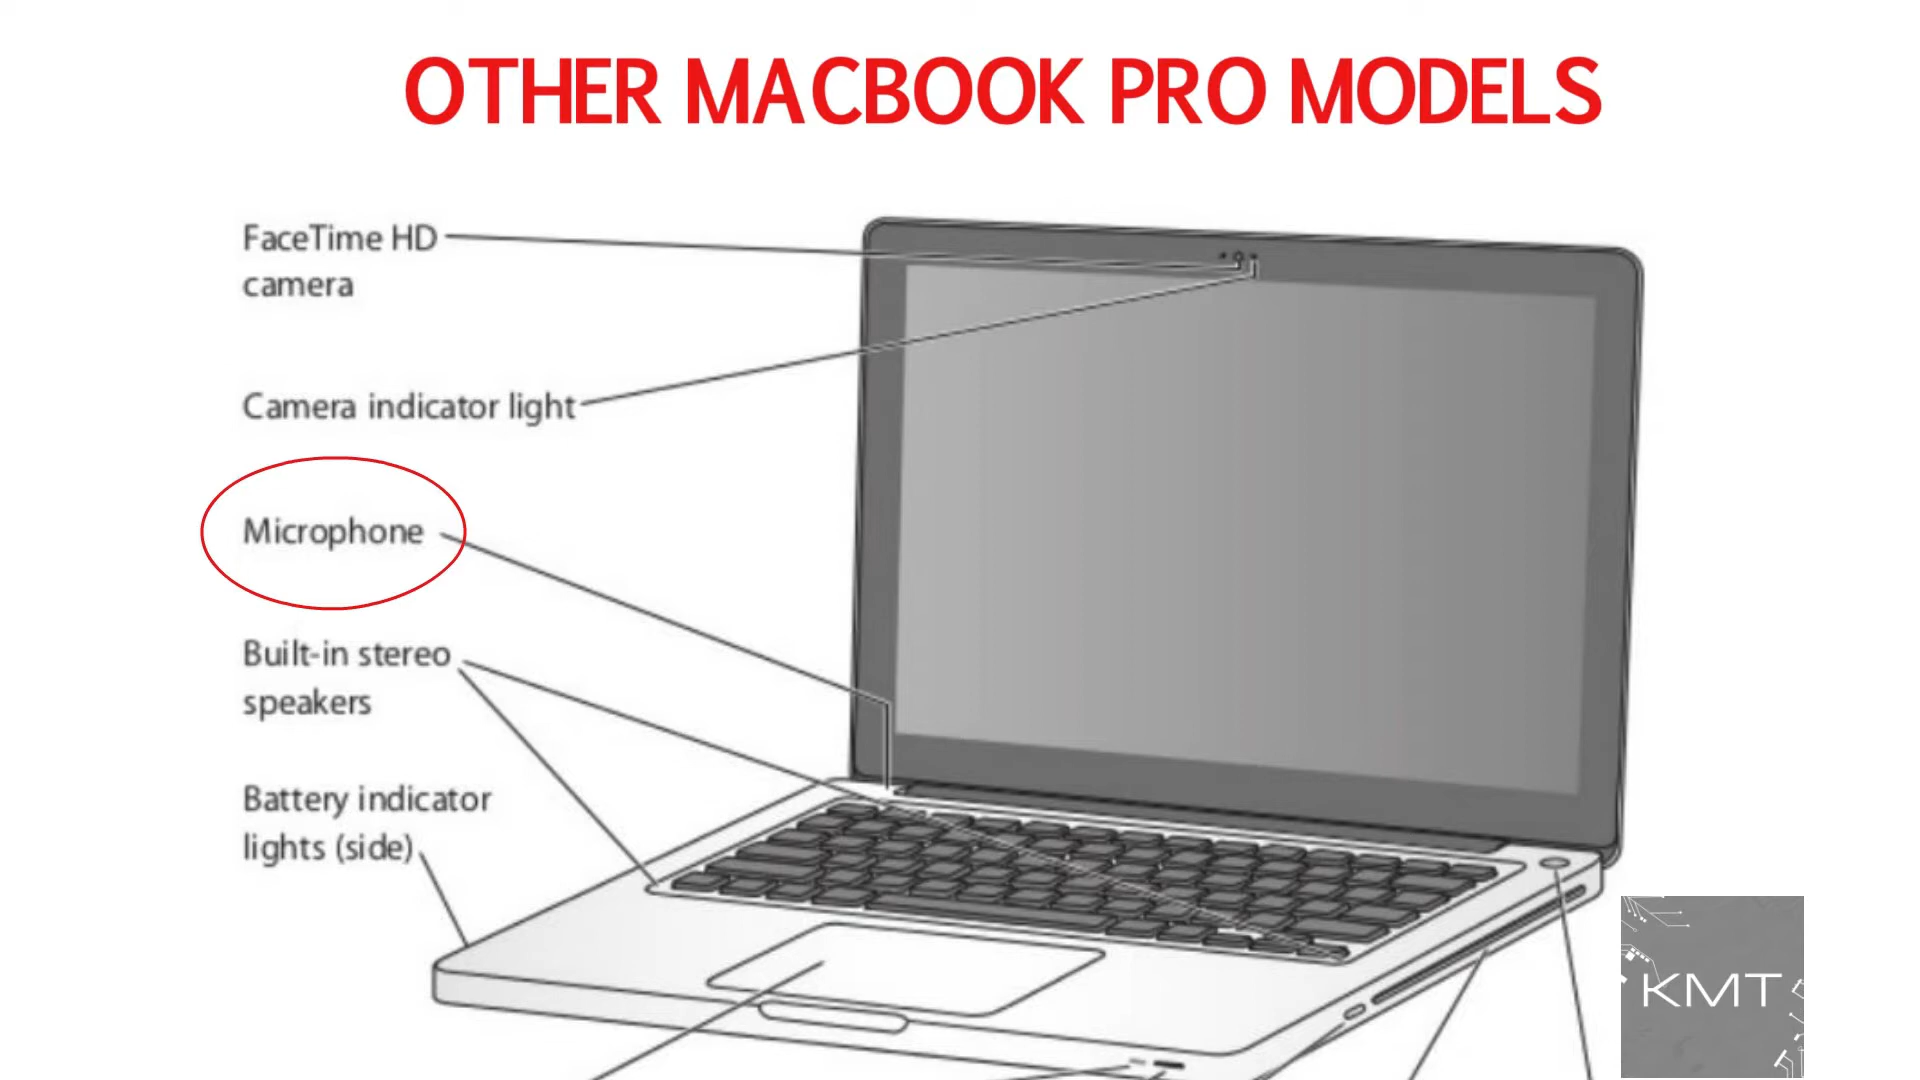 OTHER MACBOOK PRO MODELS
FaceTime HD
camera
Camera indicator light
Microphone
Built-in stereo
speakers
Battery indicator
lights (side)
KMT